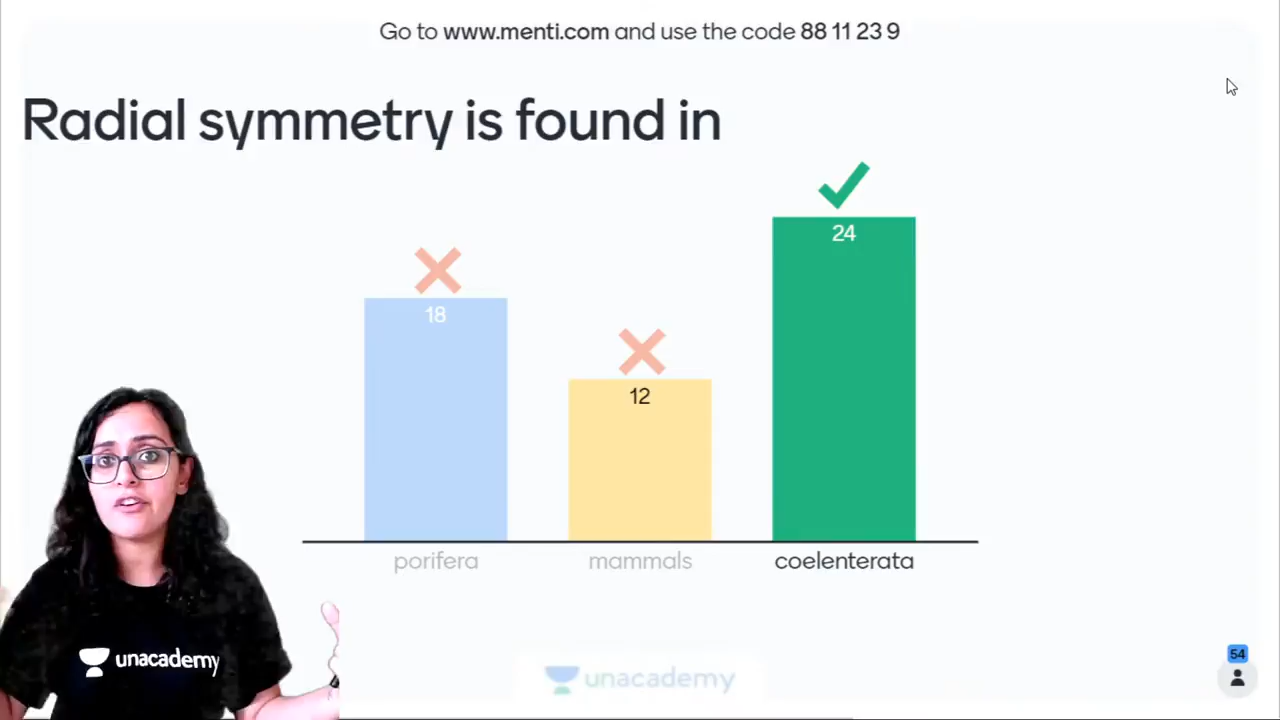 Go to www.menti.com and use the code 88 11 23 9
Radial symmetry is found in
24
18
12
porifera
mammals
coelenterata
unacademy
unacademy
54